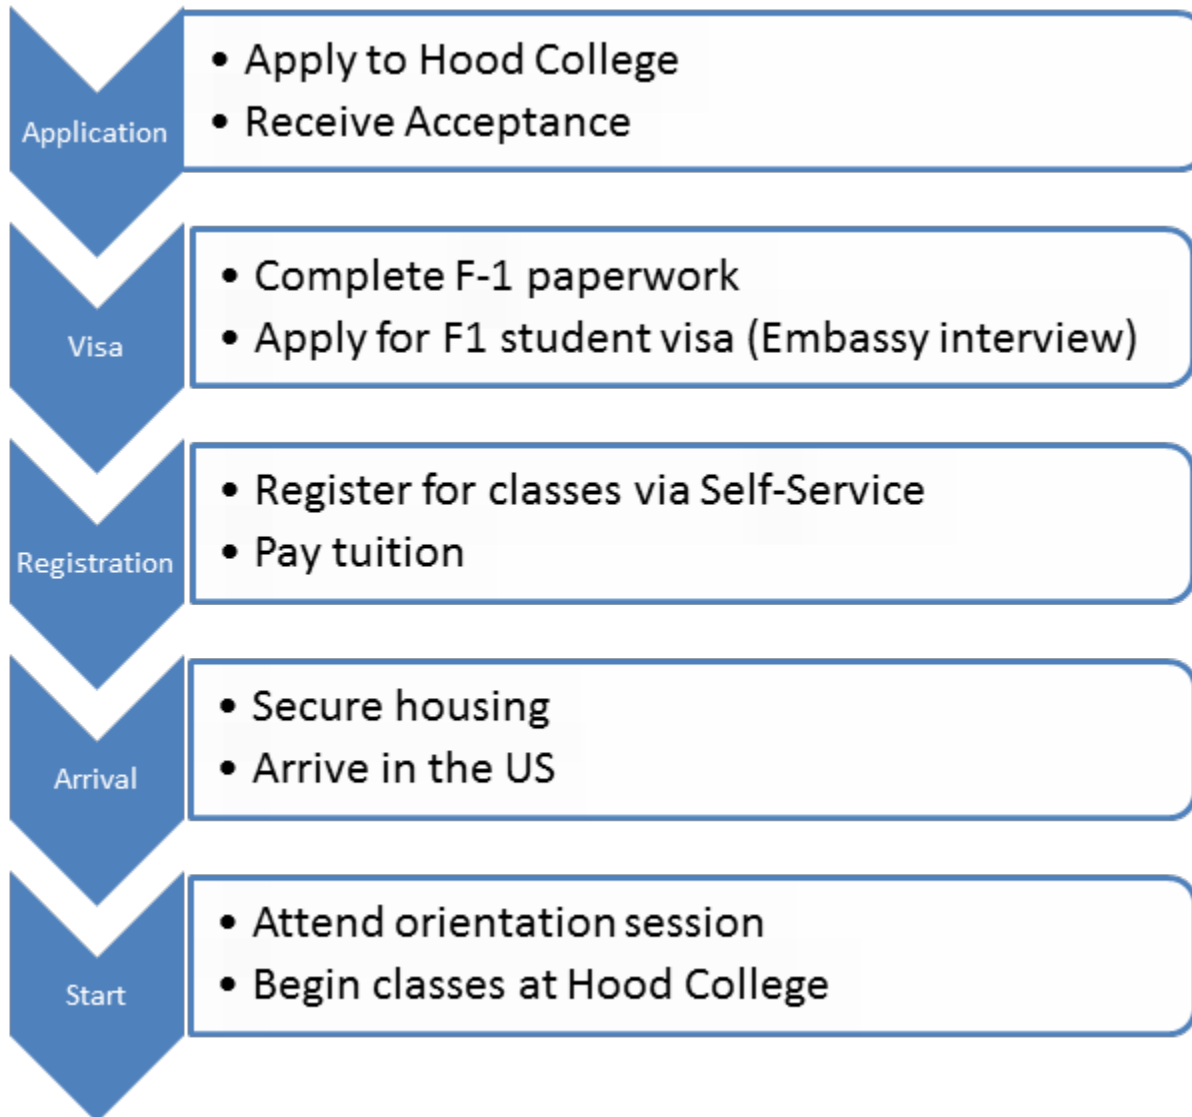 Application
• Apply to Hood College
• Receive Acceptance
Visa
• Complete F-1 paperwork
• Apply for F1 student visa (Embassy interview)
Registration
• Register for classes via Self-Service
• Pay tuition
Arrival
• Secure housing
• Arrive in the US
Start
• Attend orientation session
• Begin classes at Hood College